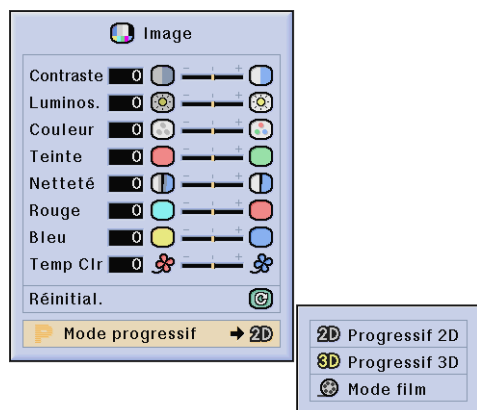 Image
Contraste 0
Luminos. 0
Couleur 0
Teinte 0
Netteté 0
Rouge 0
Bleu 0
Temp Clr 0
Réinitial.
P Mode progressif 2D
2D Progressif 2D
3D Progressif 3D
Mode film